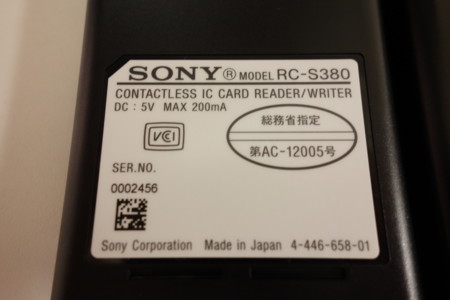 SONY® MODEL RC-S380
CONTACTLESS IC CARD READER/WRITER
DC : 5V MAX 200mA
VCI
総務省指定
第AC-12005号
SER.NO.
0002456
Sony Corporation Made in Japan 4-446-658-01